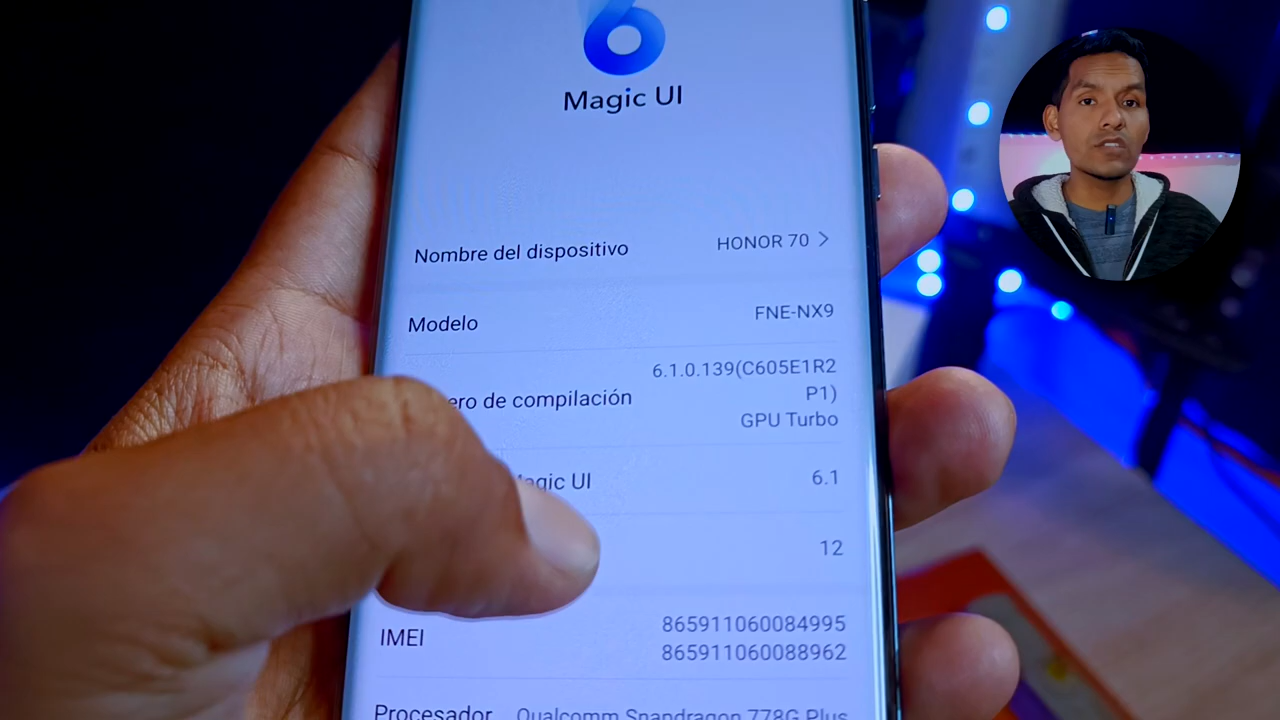 6
Magic UI
Nombre del dispositivo HONOR 70
Modelo FNE-NX9
6.1.0.139(C605E1R2
P1)
de compilación
GPU Turbo
UI 6.1
12
IMEI 865911060084995
865911060088962
Procesador Qualcomm Snapdragon 778G Plus